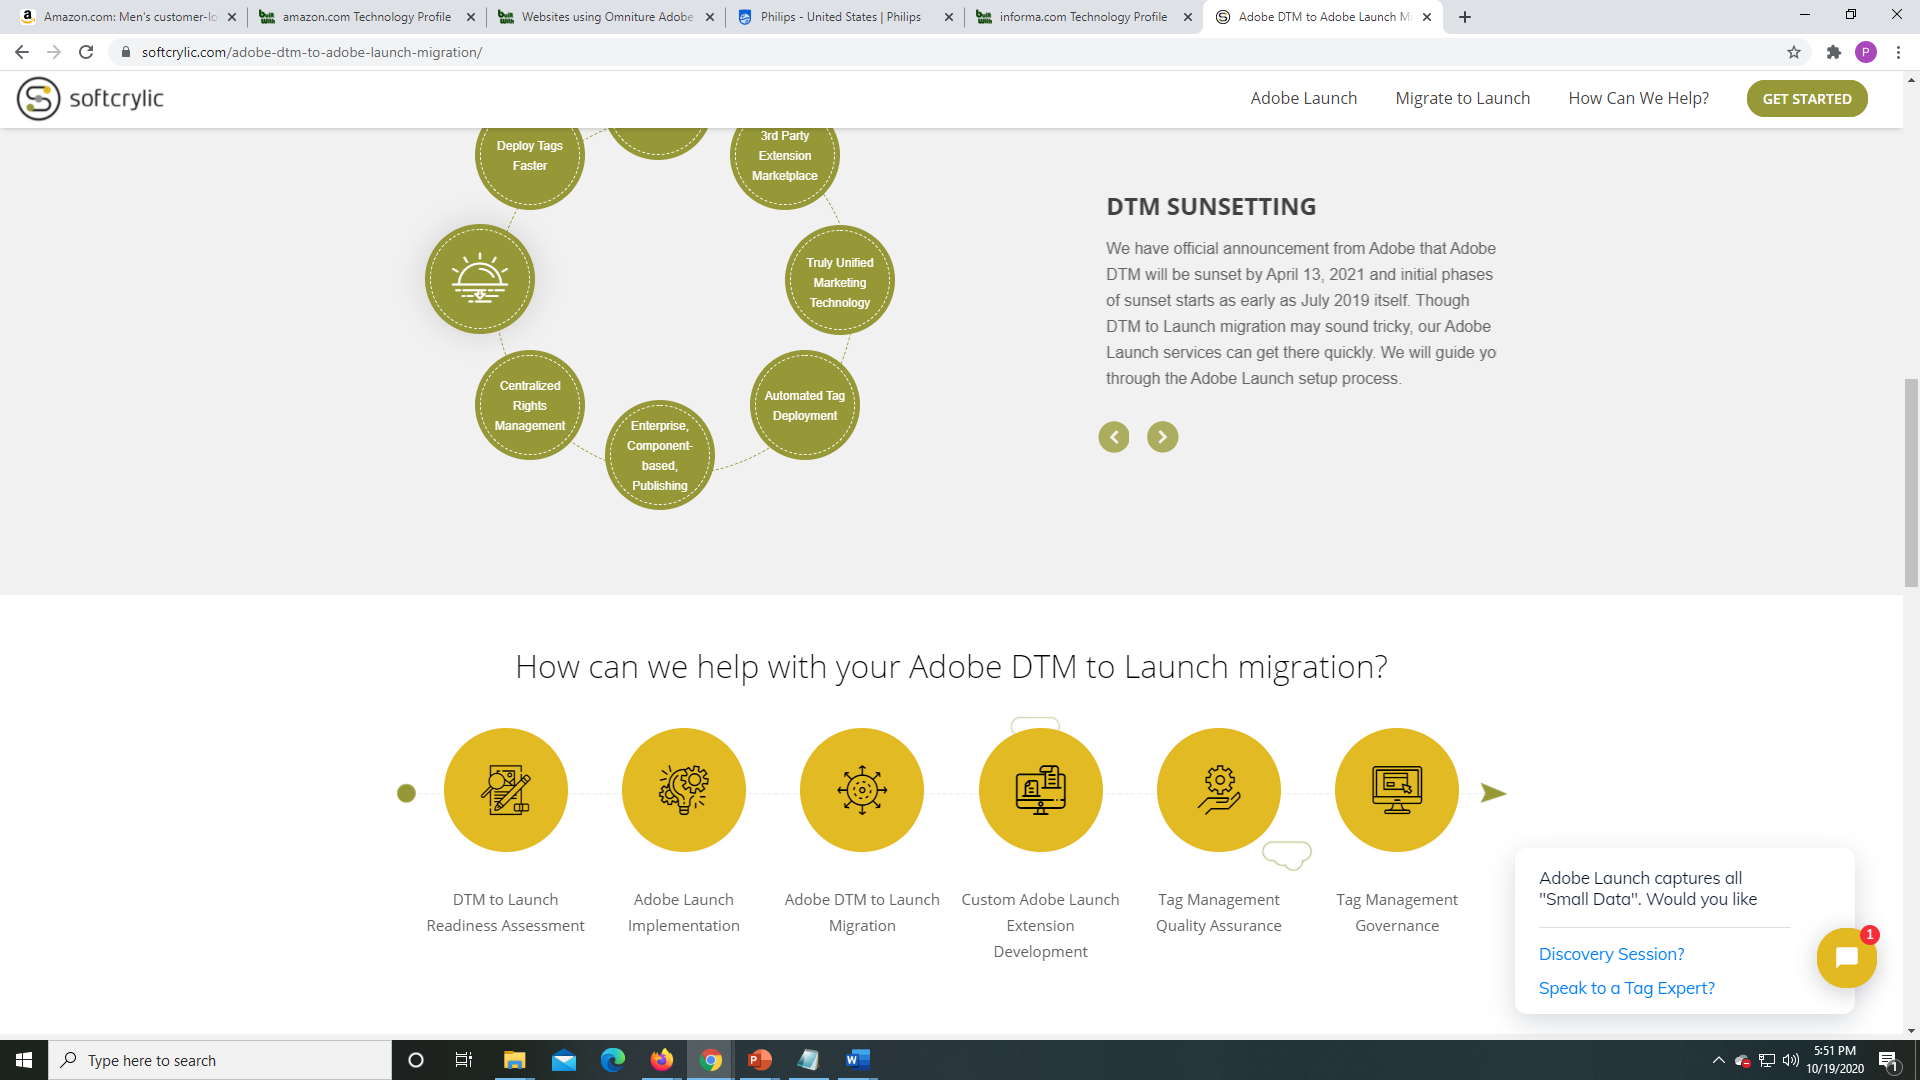 Amazon.com: Men's customer-lo
amazon.com Technology Profile
Websites using Omniture Adobe
Philips - United States | Philips
informa.com Technology Profile
Adobe DTM to Adobe Launch Mi
softcrylic.com/adobe-dtm-to-adobe-launch-migration/
P
softcrylic
Adobe Launch
Migrate to Launch
How Can We Help?
GET STARTED
Deploy Tags
Faster
3rd Party
Extension
Marketplace
Truly Unified
Marketing
Technology
Automated Tag
Deployment
Enterprise,
Component-
based,
Publishing
Centralized
Rights
Management
DTM SUNSETTING
We have official announcement from Adobe that Adobe
DTM will be sunset by April 13, 2021 and initial phases
of sunset starts as early as July 2019 itself. Though
DTM to Launch migration may sound tricky, our Adobe
Launch services can get there quickly. We will guide yo
through the Adobe Launch setup process.
How can we help with your Adobe DTM to Launch migration?
DTM to Launch
Readiness Assessment
Adobe Launch
Implementation
Adobe DTM to Launch
Migration
Custom Adobe Launch
Extension
Development
Tag Management
Quality Assurance
Tag Management
Governance
Adobe Launch captures all
"Small Data". Would you like
Discovery Session?
Speak to a Tag Expert?
1
Type here to search
5:51 PM
10/19/2020
1